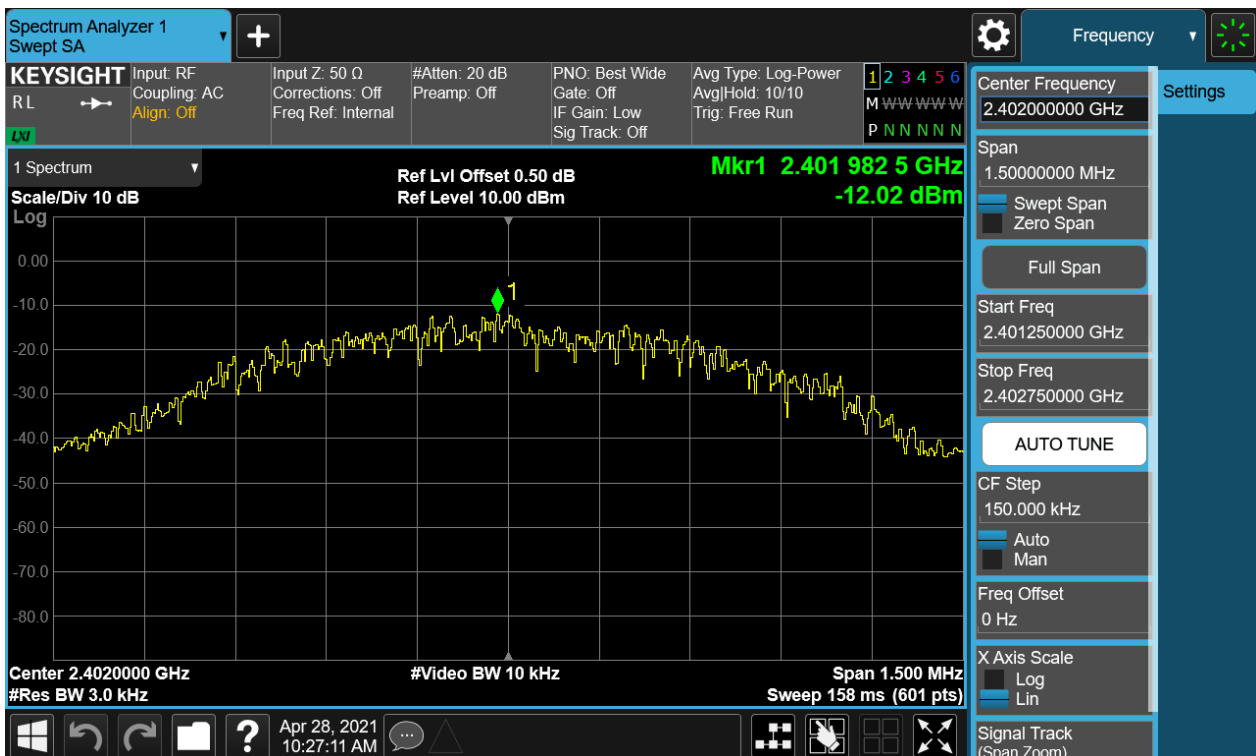 Spectrum Analyzer 1
Swept SA
Frequency
KEYSIGHT
R L
LXI
Input: RF
Coupling: AC
Align: Off
Input Z: 50 Ω
Corrections: Off
Freq Ref: Internal
#Atten: 20 dB
Preamp: Off
PNO: Best Wide
Gate: Off
IF Gain: Low
Sig Track: Off
Avg Type: Log-Power
Avg|Hold: 10/10
Trig: Free Run
1 2 3 4 5 6
M W W W W W
P N N N N N
1 Spectrum
Scale/Div 10 dB
Ref Lvl Offset 0.50 dB
Ref Level 10.00 dBm
Mkr1 2.401 982 5 GHz
-12.02 dBm
Log
0.00
-10.0
-20.0
-30.0
-40.0
-50.0
-60.0
-70.0
-80.0
1
Center 2.4020000 GHz
#Res BW 3.0 kHz
#Video BW 10 kHz
Span 1.500 MHz
Sweep 158 ms (601 pts)
Center Frequency
2.402000000 GHz
Settings
Span
1.50000000 MHz
Swept Span
Zero Span
Full Span
Start Freq
2.401250000 GHz
Stop Freq
2.402750000 GHz
AUTO TUNE
CF Step
150.000 kHz
Auto
Man
Freq Offset
0 Hz
X Axis Scale
Log
Lin
Signal Track
(Span Zoom)
?
Apr 28, 2021
10:27:11 AM